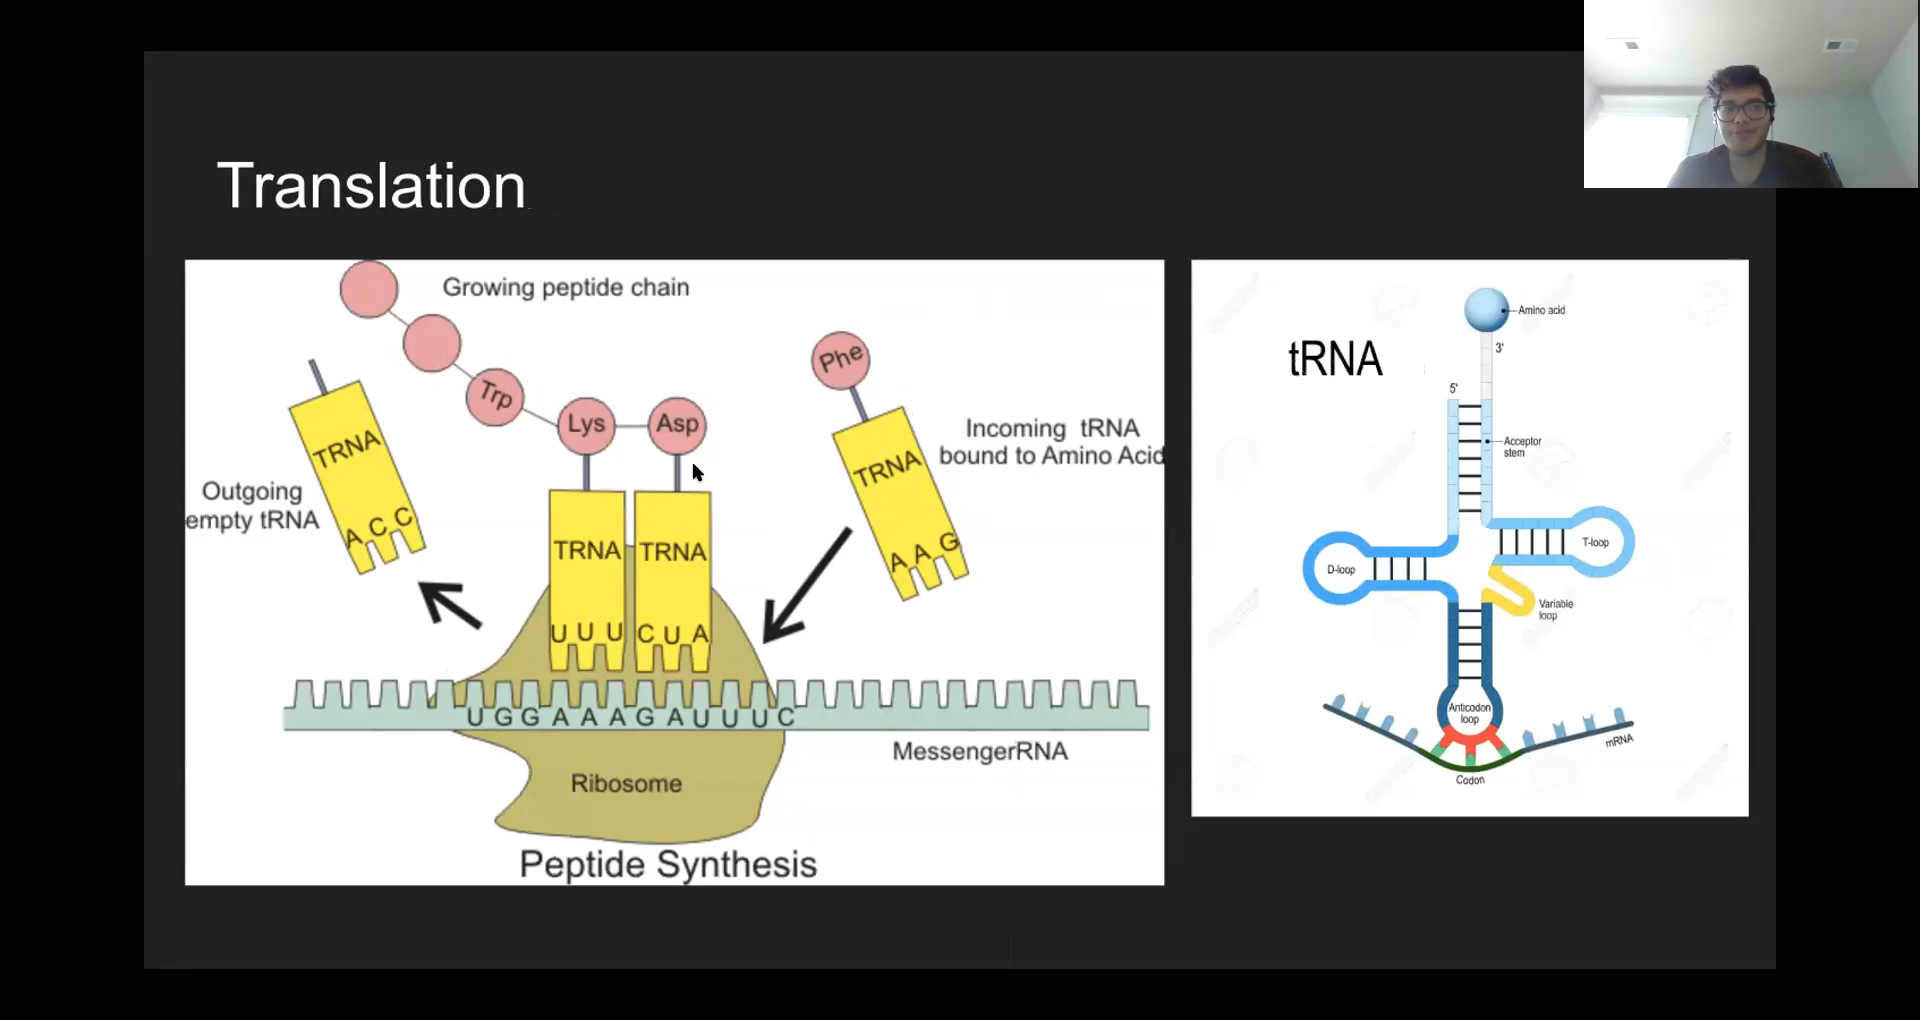 Translation
Growing peptide chain
Trp
Lys
Asp
Phe
TRNA
Outgoing
empty tRNA
A C C
Incoming tRNA
bound to Amino Acid
TRNA
A A G
TRNA
TRNA
U U U
C U A
U G G A A A G A U U U C
MessengerRNA
Ribosome
Peptide Synthesis
tRNA
Amino acid
3'
5'
Acceptor
stem
T-loop
D-loop
Variable
loop
Anticodon
loop
mRNA
Codon